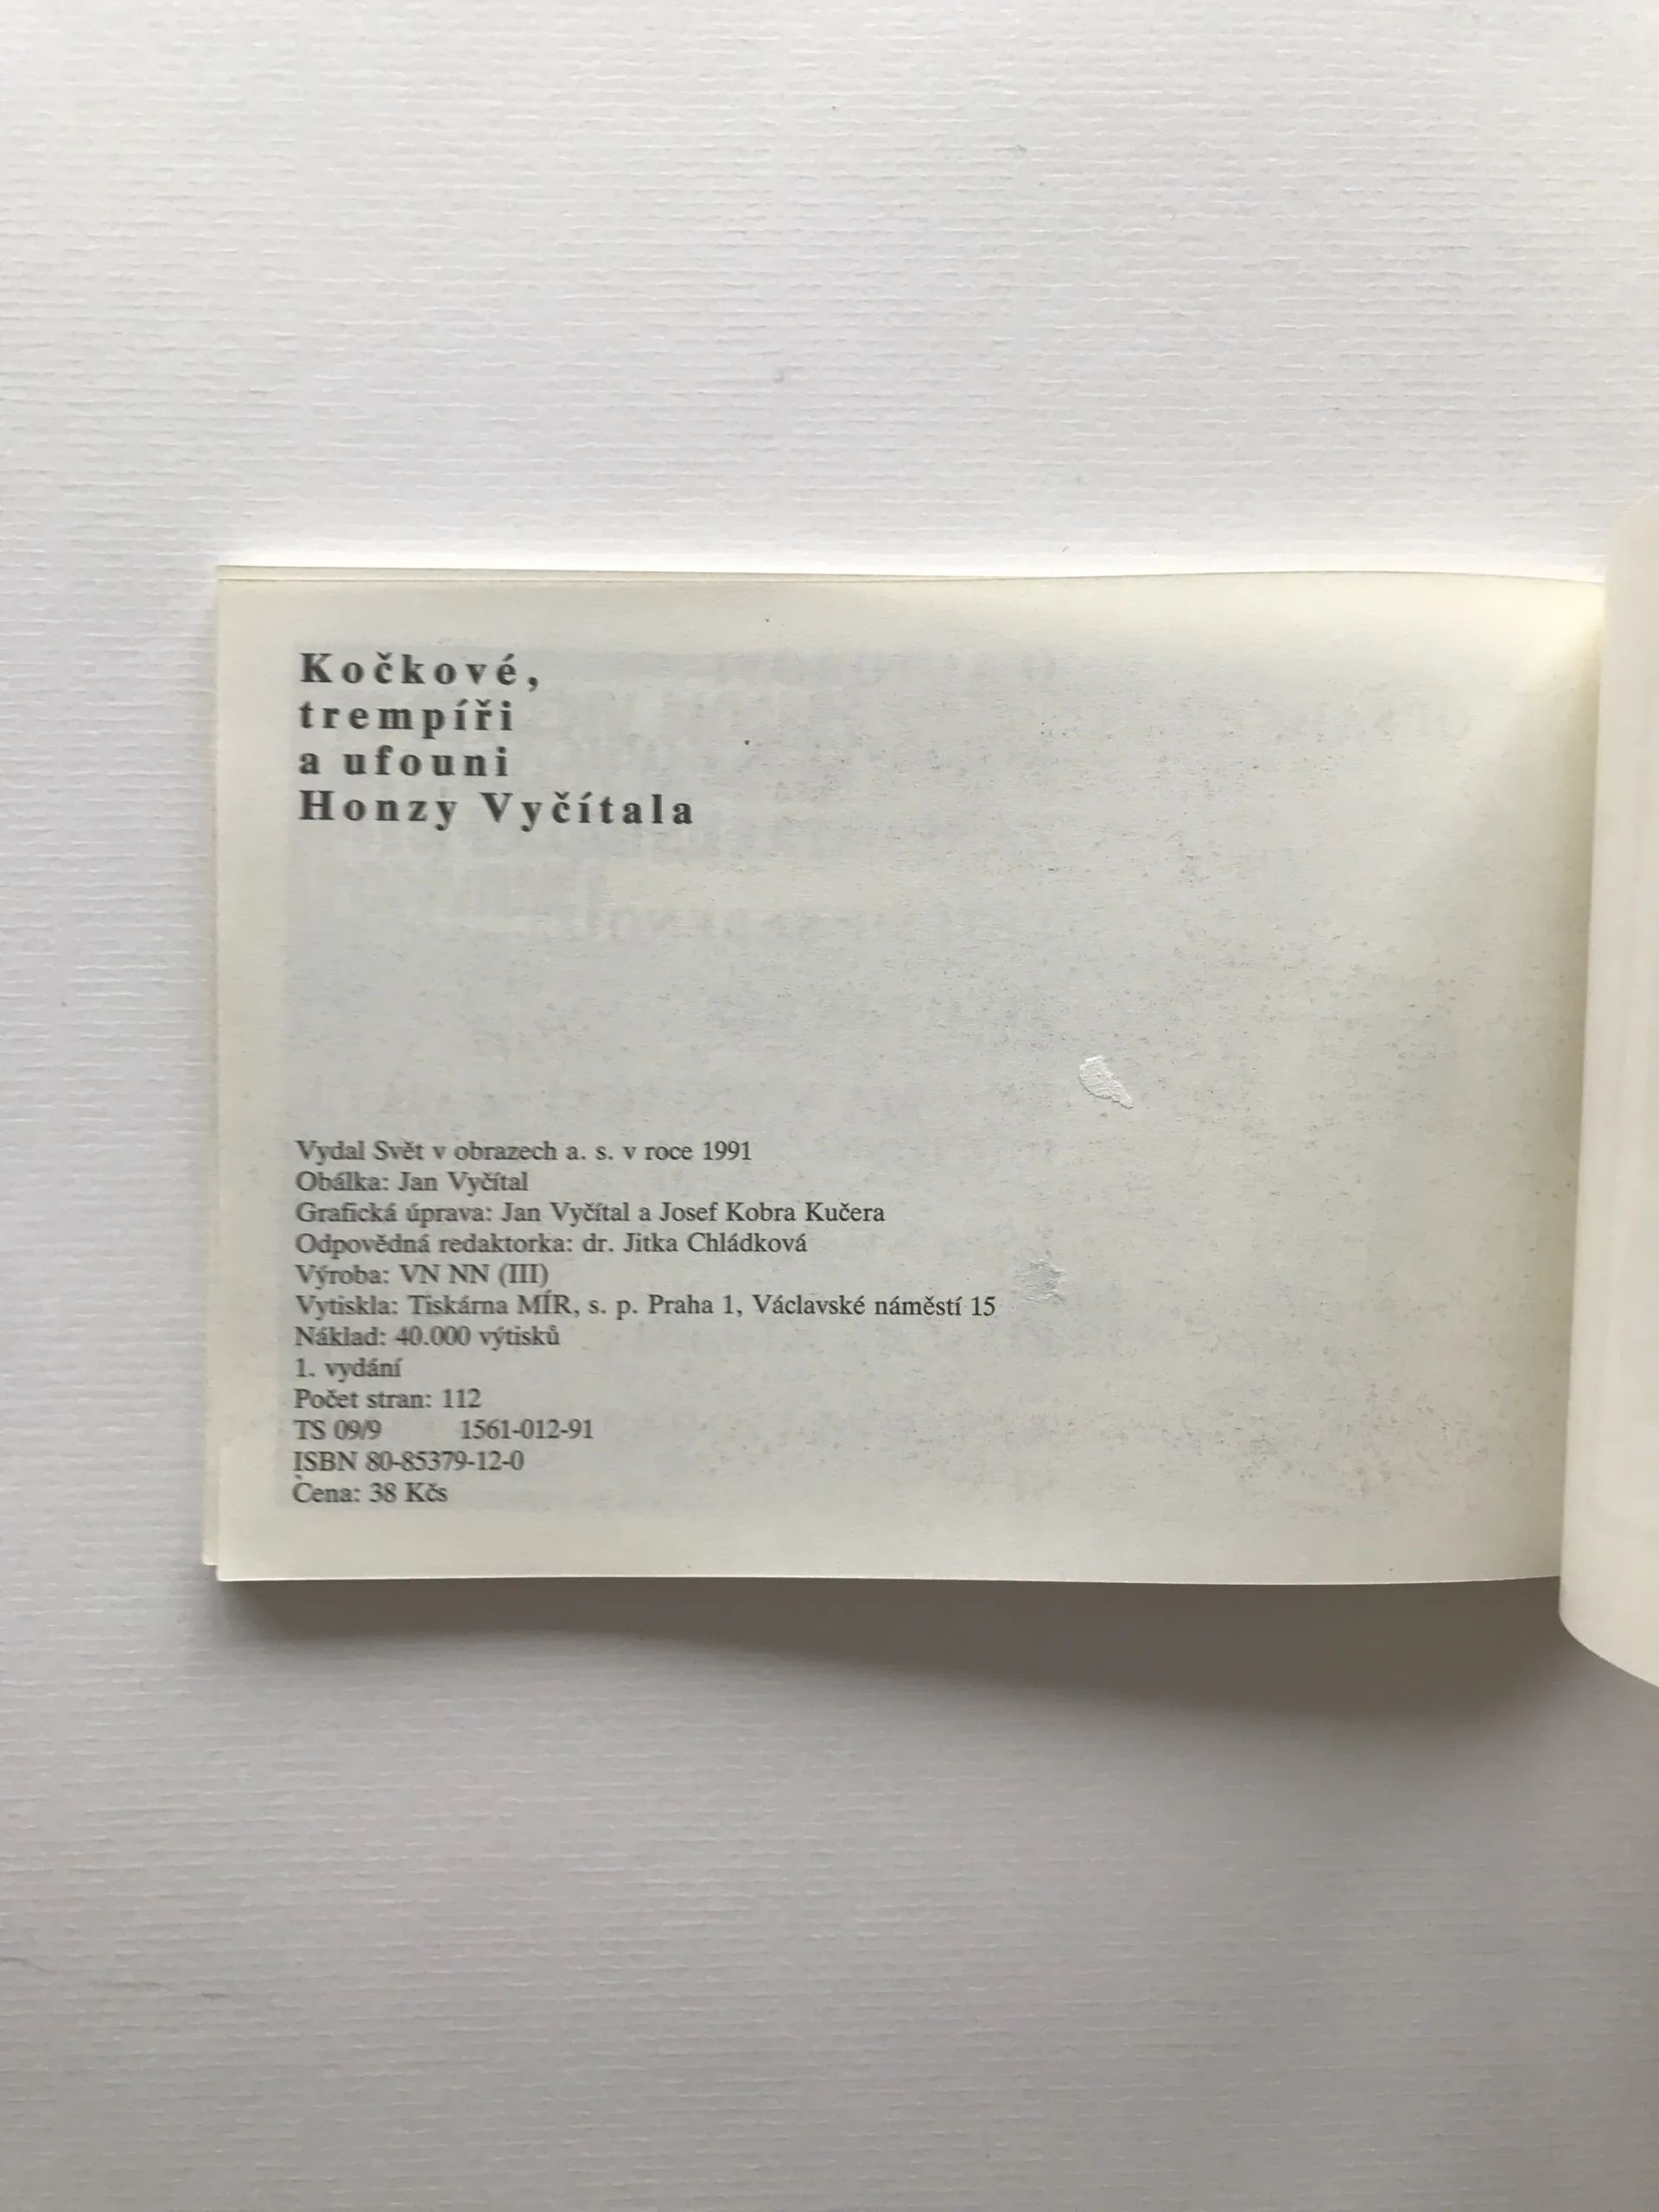 Kočkové,
trempíři
a ufouni
Honzy Vyčítala
Vydal Svět v obrazech a. s. v roce 1991
Obálka: Jan Vyčítal
Grafická úprava: Jan Vyčítal a Josef Kobra Kučera
Odpovědná redaktorka: dr. Jitka Chládková
Výroba: VN NN (III)
Vytiskla: Tiskárna MÍR, s. p. Praha 1, Václavské náměstí 15
Náklad: 40.000 výtisků
1. vydání
Počet stran: 112
TS 09/9 1561-012-91
ISBN 80-85379-12-0
Cena: 38 Kčs